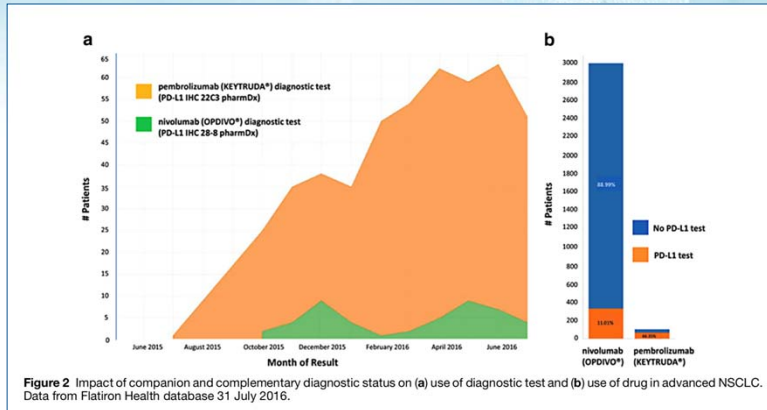 a
65
60
55
50
45
40
35
30
25
20
15
10
5
0
# Patients
pembrolizumab (KEYTRUDA®) diagnostic test
(PD-L1 IHC 22C3 pharmDx)
nivolumab (OPDIVO®) diagnostic test
(PD-L1 IHC 28-8 pharmDx)
June 2015
August 2015
October 2015
December 2015
February 2016
April 2016
June 2016
Month of Result
b
3000
2800
2600
2400
2200
2000
1800
1600
1400
1200
1000
800
600
400
200
0
# Patients
No PD-L1 test
PD-L1 test
nivolumab
(OPDIVO®)
pembrolizumab
(KEYTRUDA®)
Figure 2 Impact of companion and complementary diagnostic status on (a) use of diagnostic test and (b) use of drug in advanced NSCLC.
Data from Flatiron Health database 31 July 2016.